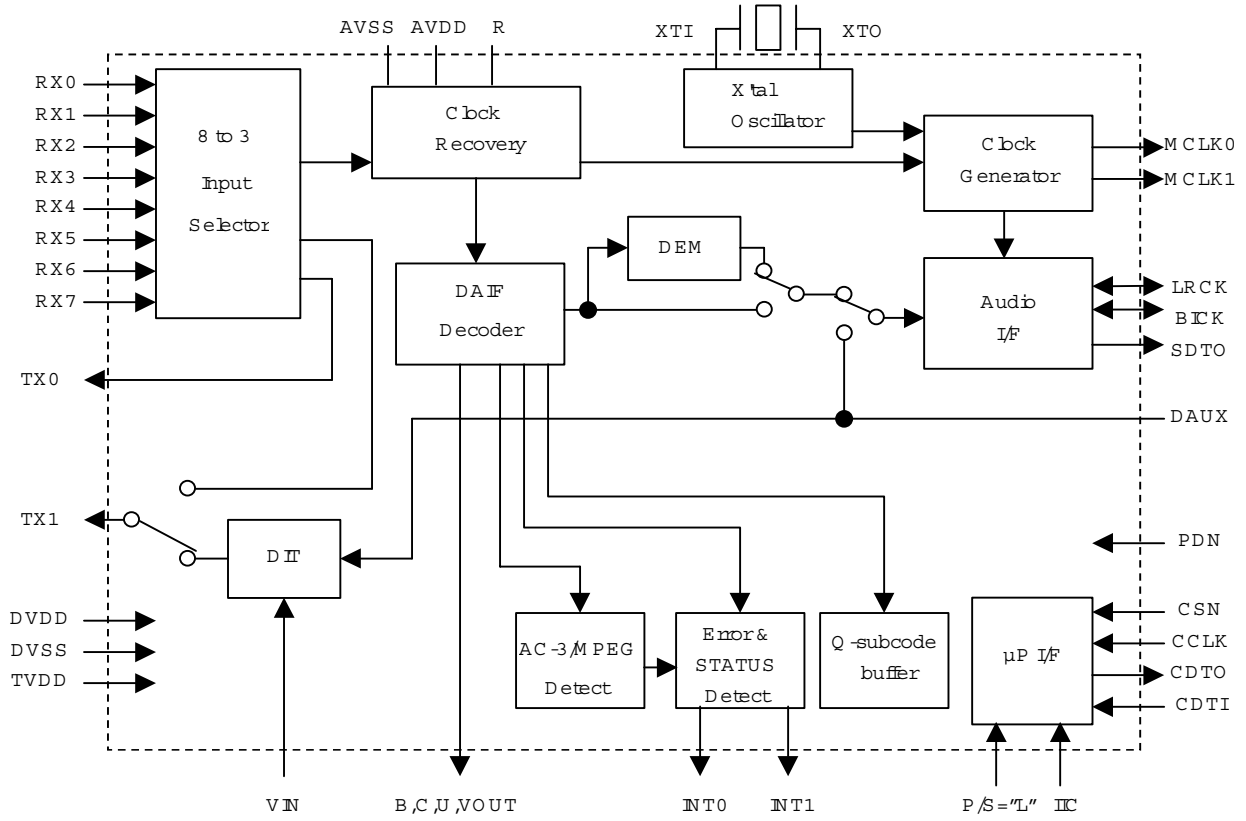 AVSS AVDD R
XTI XTO
RX0
RX1
RX2
RX3
RX4
RX5
RX6
RX7
8 to 3
Input
Selector
Clock
Recovery
X'tal
Oscillator
Clock
Generator
MCLK0
MCLK1
DEM
DAIF
Decoder
Audio
I/F
LRCK
BICK
SDTO
TX0
DAUX
TX1
DIT
PDN
DVDD
DVSS
TVDD
AC-3/MPEG
Detect
Error &
STATUS
Detect
Q-subcode
buffer
µP I/F
CSN
CCLK
CDTO
CDTI
VIN
B,C,U,VOUT
INT0
INT1
P/S="L"
IIC